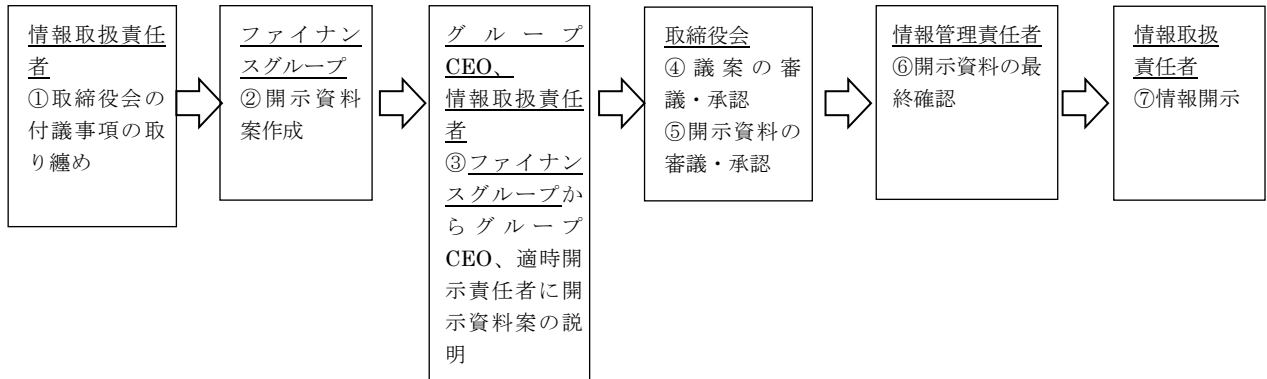 情報取扱責任
者
①取締役会の
付議事項の取
り纏め
ファイナン
スグループ
②開示資料
案作成
グループ
CEO、
情報取扱責任
者
③ファイナン
スグループか
らグループ
CEO、適時開
示責任者に開
示資料案の説
明
取締役会
④議案の審
議・承認
⑤開示資料の
審議・承認
情報管理責任者
⑥開示資料の最
終確認
情報取扱
責任者
⑦情報開示